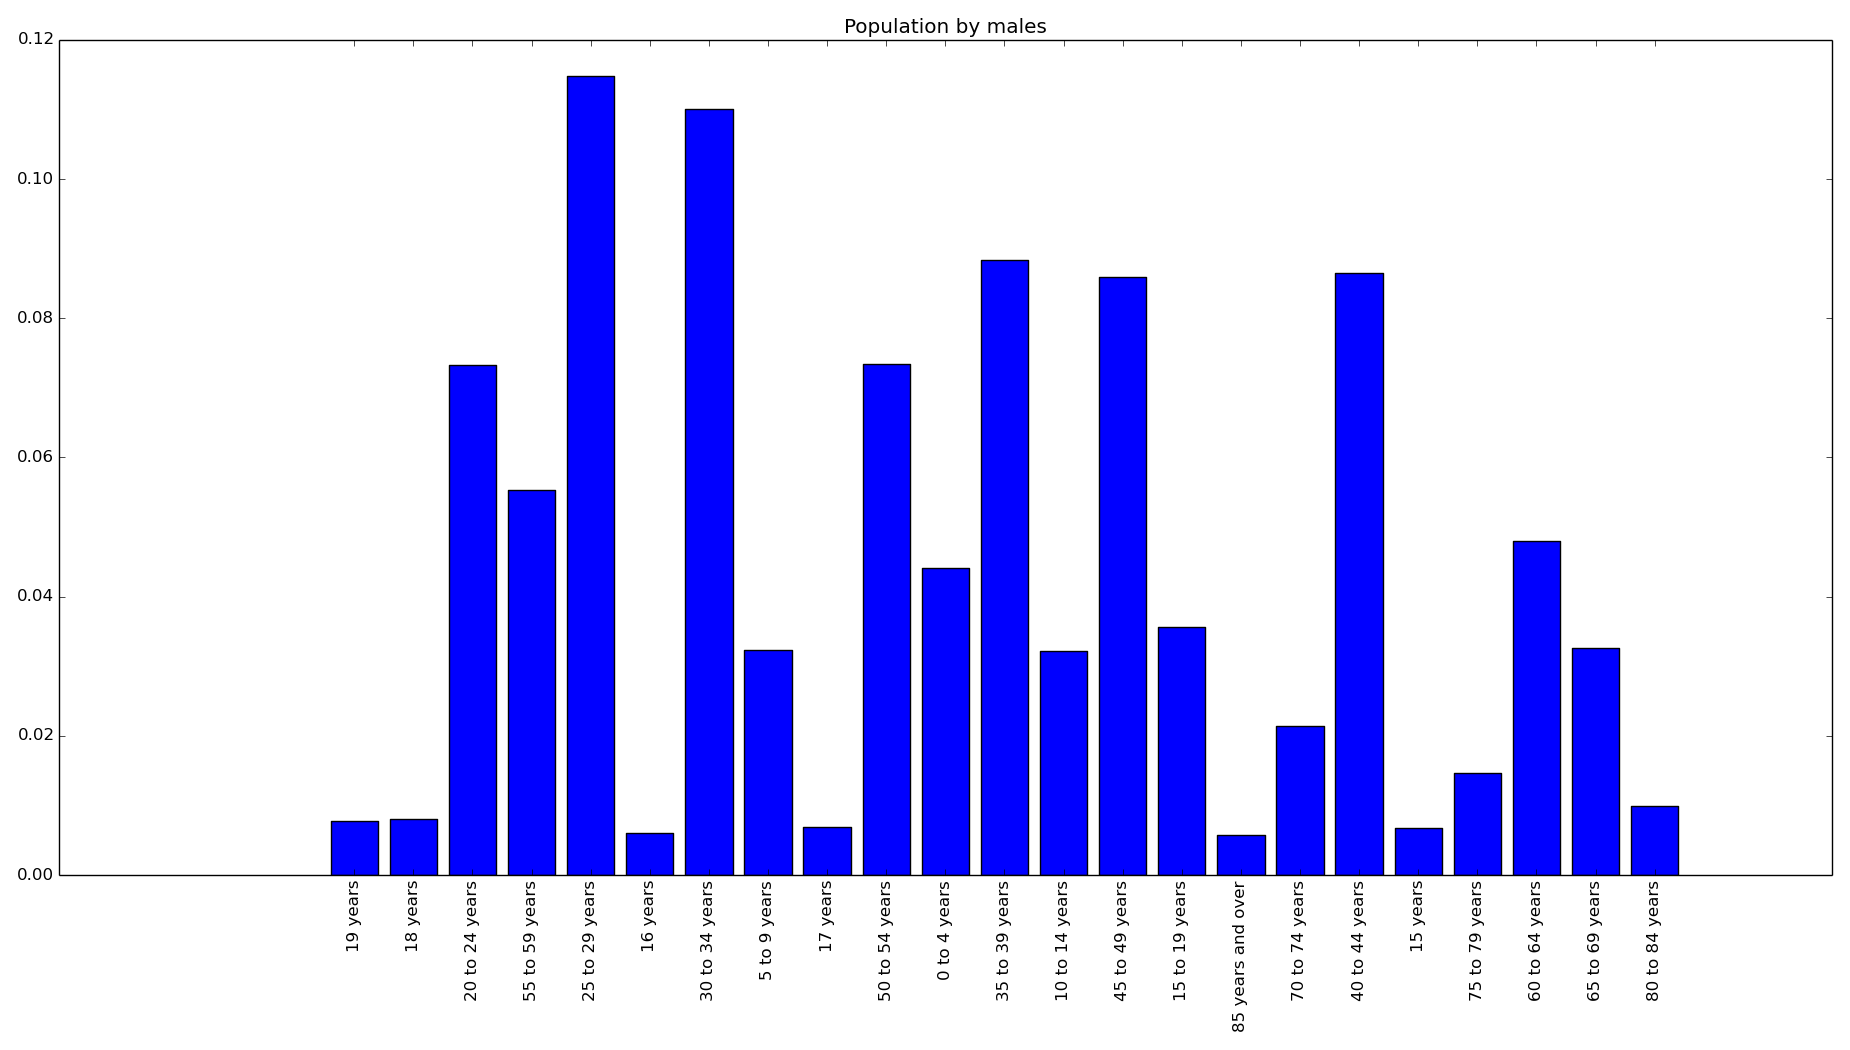 Population by males
0.12
0.10
0.08
0.06
0.04
0.02
0.00
19 years
18 years
20 to 24 years
55 to 59 years
25 to 29 years
16 years
30 to 34 years
5 to 9 years
17 years
50 to 54 years
0 to 4 years
35 to 39 years
10 to 14 years
45 to 49 years
15 to 19 years
85 years and over
70 to 74 years
40 to 44 years
15 years
75 to 79 years
60 to 64 years
65 to 69 years
80 to 84 years